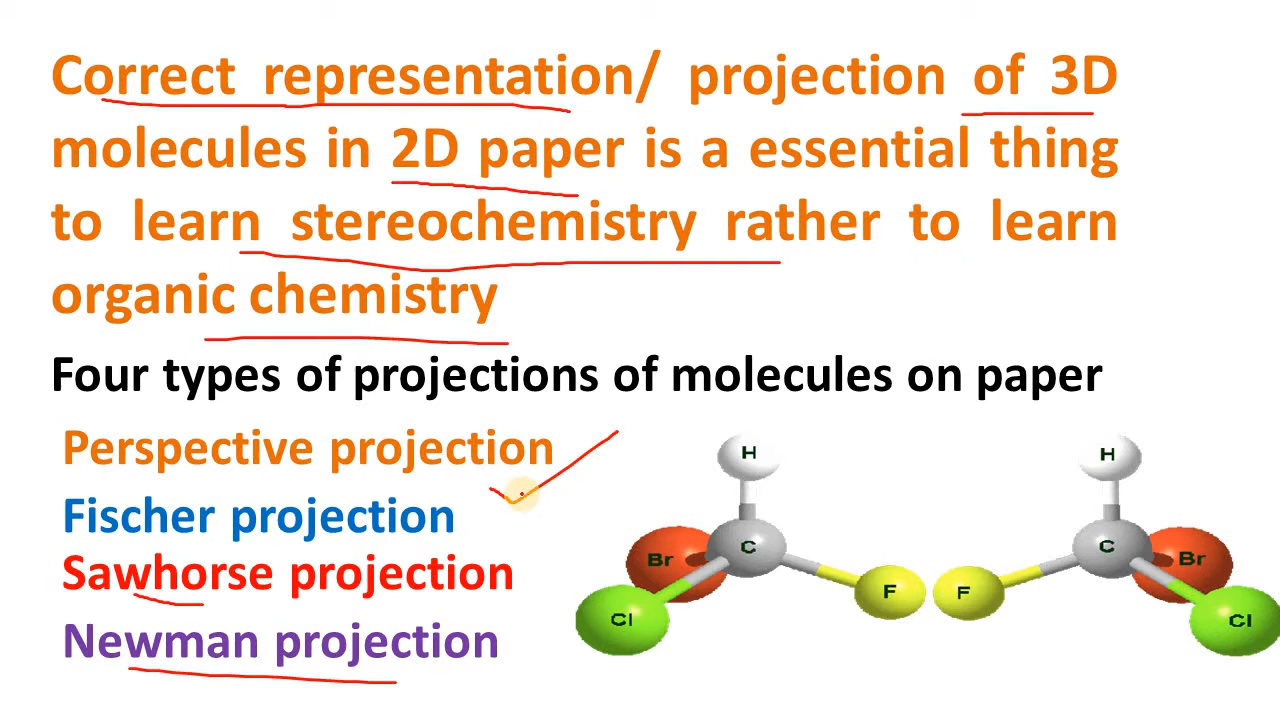 Correct representation/ projection of 3D
molecules in 2D paper is a essential thing
to learn stereochemistry rather to learn
organic chemistry
Four types of projections of molecules on paper
Perspective projection
Fischer projection
Sawhorse projection
Newman projection
H H
Br C C Br
F F
Cl Cl